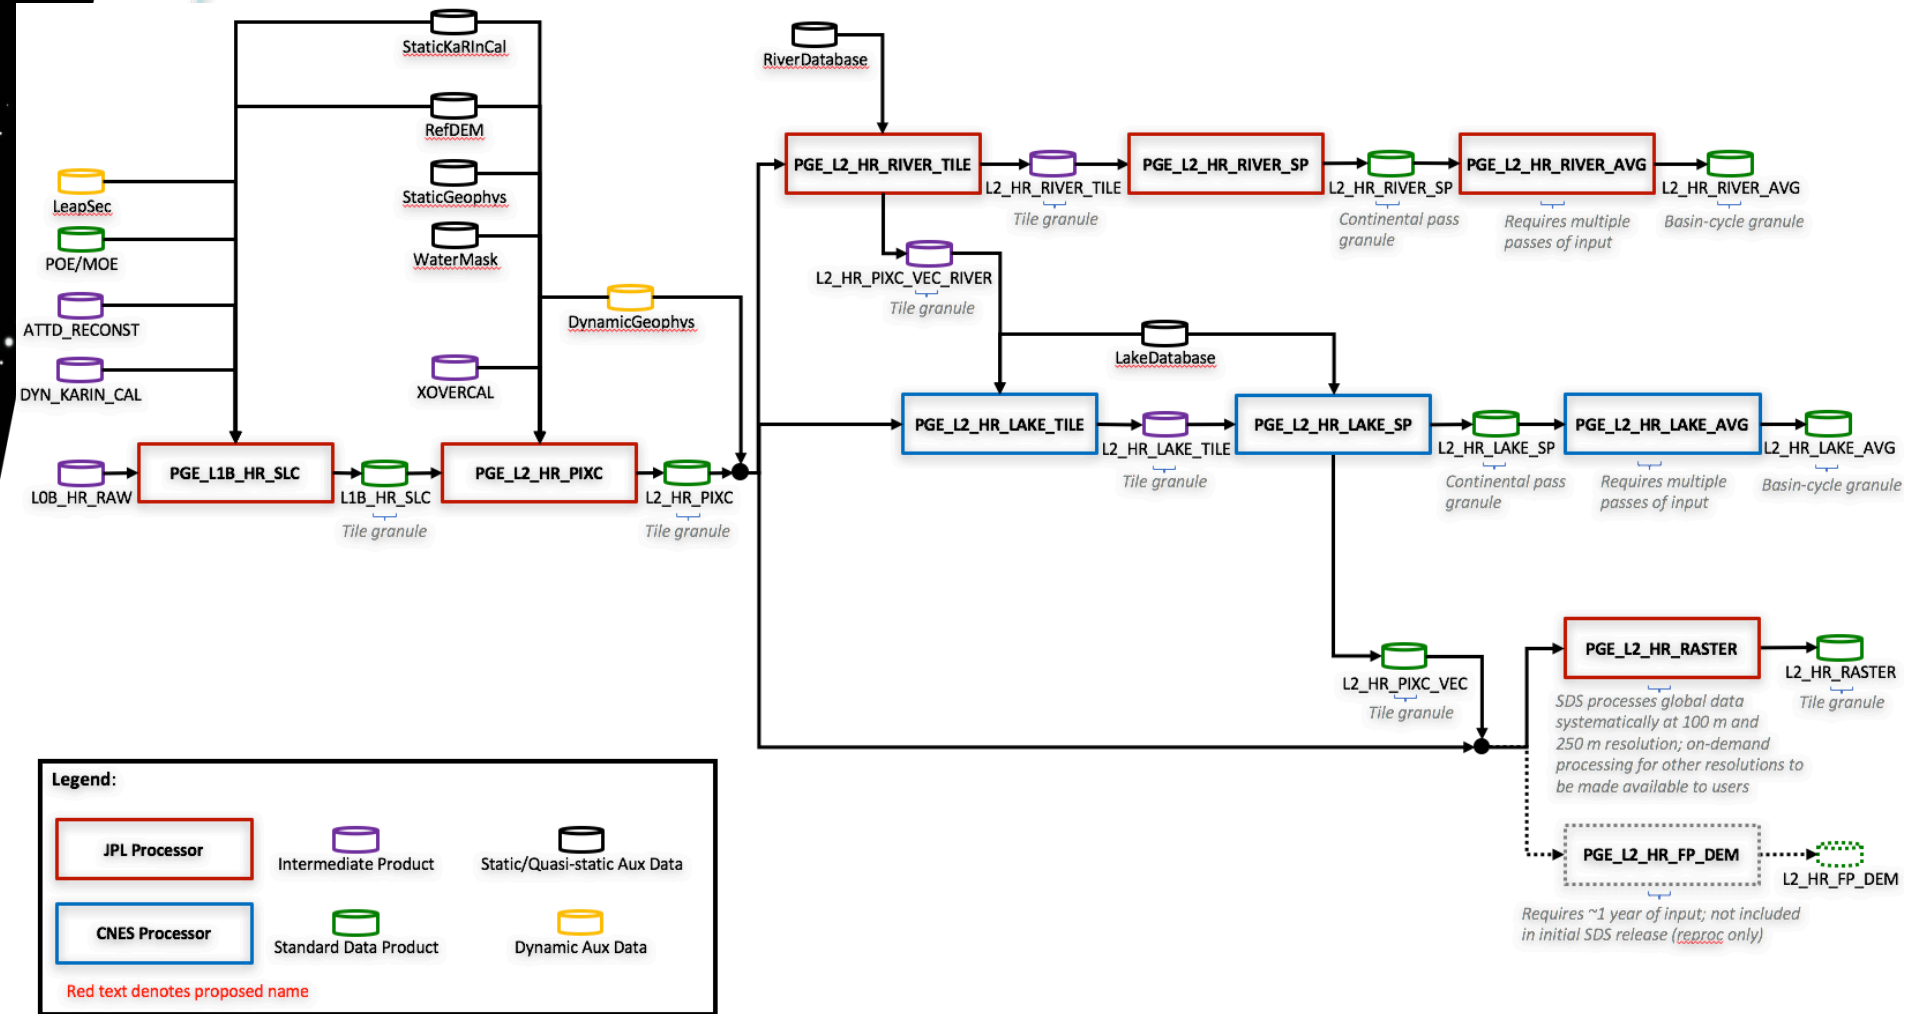 StaticKaRInCal
RefDEM
StaticGeophys
WaterMask
LeapSec
POE/MOE
ATTD_RECONST
DYN_KARIN_CAL
XOVERCAL
DynamicGeophys
L0B_HR_RAW
PGE_L1B_HR_SLC
L1B_HR_SLC
Tile granule
PGE_L2_HR_PIXC
L2_HR_PIXC
Tile granule
RiverDatabase
PGE_L2_HR_RIVER_TILE
L2_HR_RIVER_TILE
Tile granule
PGE_L2_HR_RIVER_SP
L2_HR_RIVER_SP
Continental pass
granule
PGE_L2_HR_RIVER_AVG
Requires multiple
passes of input
L2_HR_RIVER_AVG
Basin-cycle granule
L2_HR_PIXC_VEC_RIVER
Tile granule
LakeDatabase
PGE_L2_HR_LAKE_TILE
L2_HR_LAKE_TILE
Tile granule
PGE_L2_HR_LAKE_SP
L2_HR_LAKE_SP
Continental pass
granule
PGE_L2_HR_LAKE_AVG
Requires multiple
passes of input
L2_HR_LAKE_AVG
Basin-cycle granule
L2_HR_PIXC_VEC
Tile granule
PGE_L2_HR_RASTER
SDS processes global data
systematically at 100 m and
250 m resolution; on-demand
processing for other resolutions to
be made available to users
L2_HR_RASTER
Tile granule
PGE_L2_HR_FP_DEM
L2_HR_FP_DEM
Requires ~1 year of input; not included
in initial SDS release (reproc only)
Legend:
JPL Processor
Intermediate Product
Static/Quasi-static Aux Data
CNES Processor
Standard Data Product
Dynamic Aux Data
Red text denotes proposed name